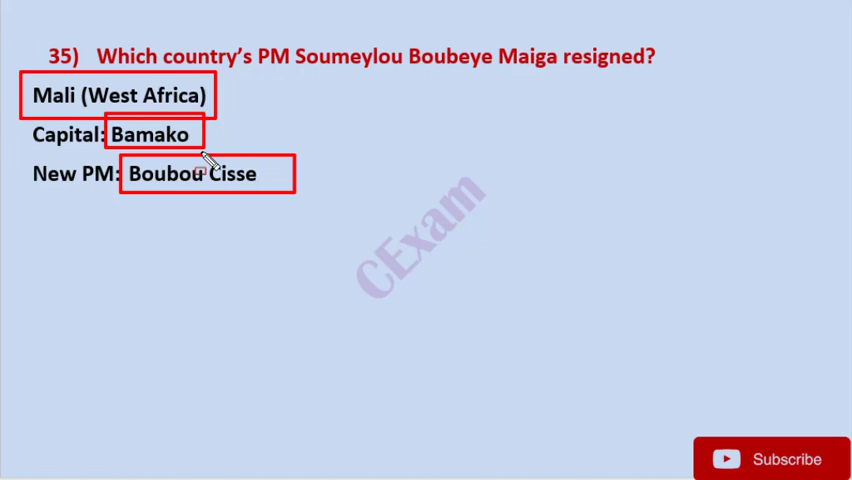 35) Which country's PM Soumeylou Boubeye Maiga resigned?
Mali (West Africa)
Capital: Bamako
New PM: Boubou Cisse
CExam
Subscribe